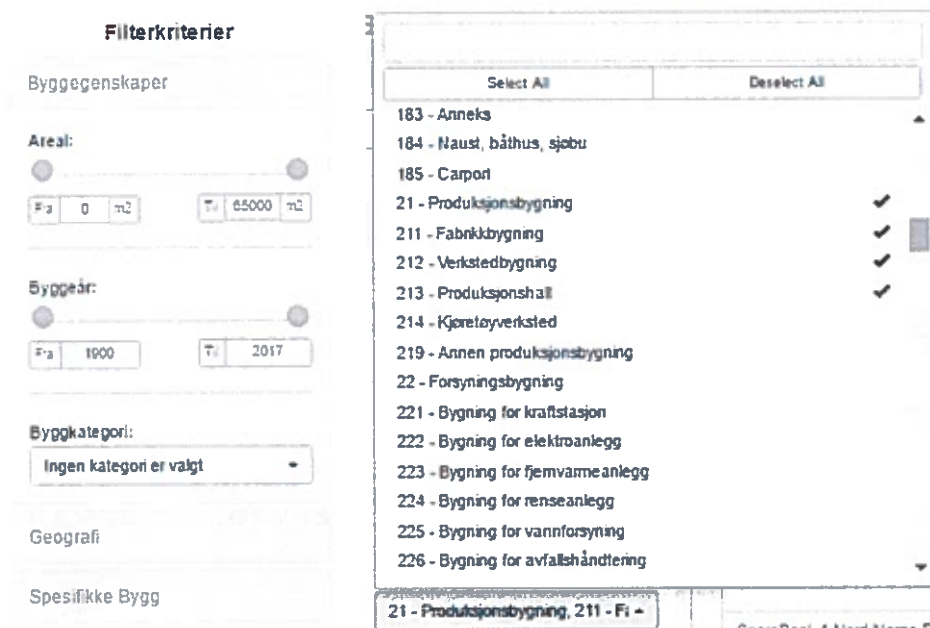 Filterkriterier
Byggegenskaper
Areal:
Fra 0 m2
Til 65000 m2
Byggeår:
Fra 1900
Til 2017
Byggkategori:
Ingen kategori er valgt
Geografi
Spesifikke Bygg
Select All
Deselect All
183 - Anneks
184 - Naust, båthus, sjøbu
185 - Carport
21 - Produksjonsbygning
211 - Fabrikkbygning
212 - Verkstedbygning
213 - Produksjonshall
214 - Kjøretøyverksted
219 - Annen produksjonsbygning
22 - Forsyningsbygning
221 - Bygning for kraftstasjon
222 - Bygning for elektroanlegg
223 - Bygning for fjernvarmeanlegg
224 - Bygning for renseanlegg
225 - Bygning for vannforsyning
226 - Bygning for avfallshåndtering
21 - Produksjonsbygning, 211 - Fa